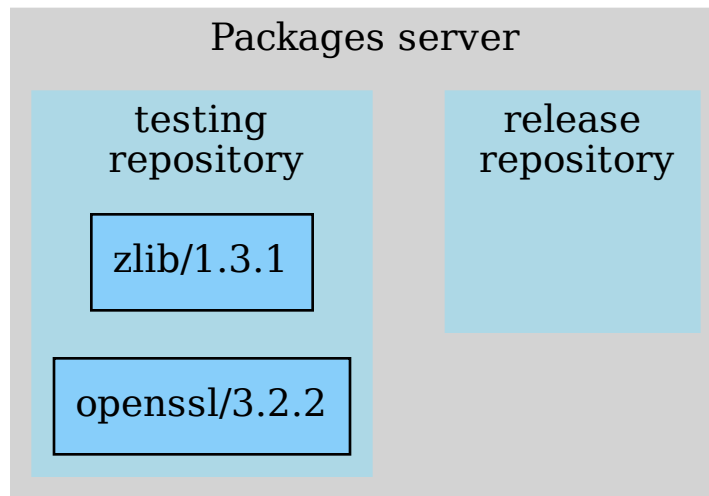 Packages server
testing
repository
zlib/1.3.1
openssl/3.2.2
release
repository